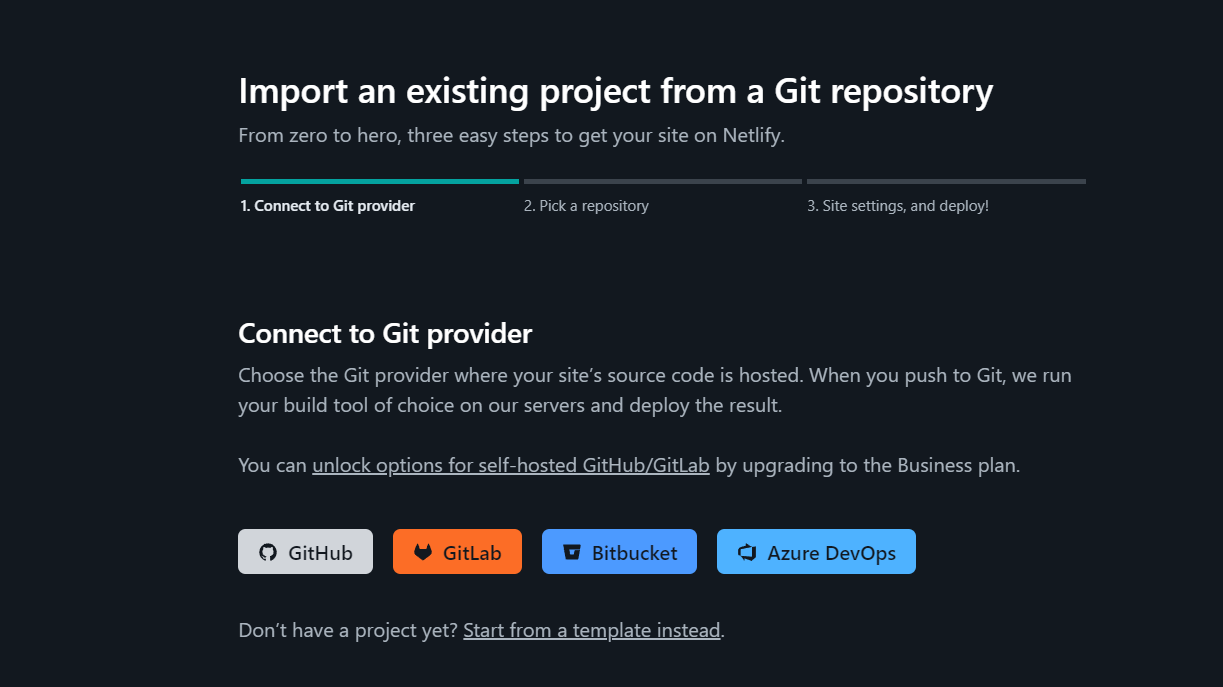 Import an existing project from a Git repository
From zero to hero, three easy steps to get your site on Netlify.
1. Connect to Git provider
2. Pick a repository
3. Site settings, and deploy!
Connect to Git provider
Choose the Git provider where your site’s source code is hosted. When you push to Git, we run
your build tool of choice on our servers and deploy the result.
You can unlock options for self-hosted GitHub/GitLab by upgrading to the Business plan.
GitHub
GitLab
Bitbucket
Azure DevOps
Don’t have a project yet? Start from a template instead.